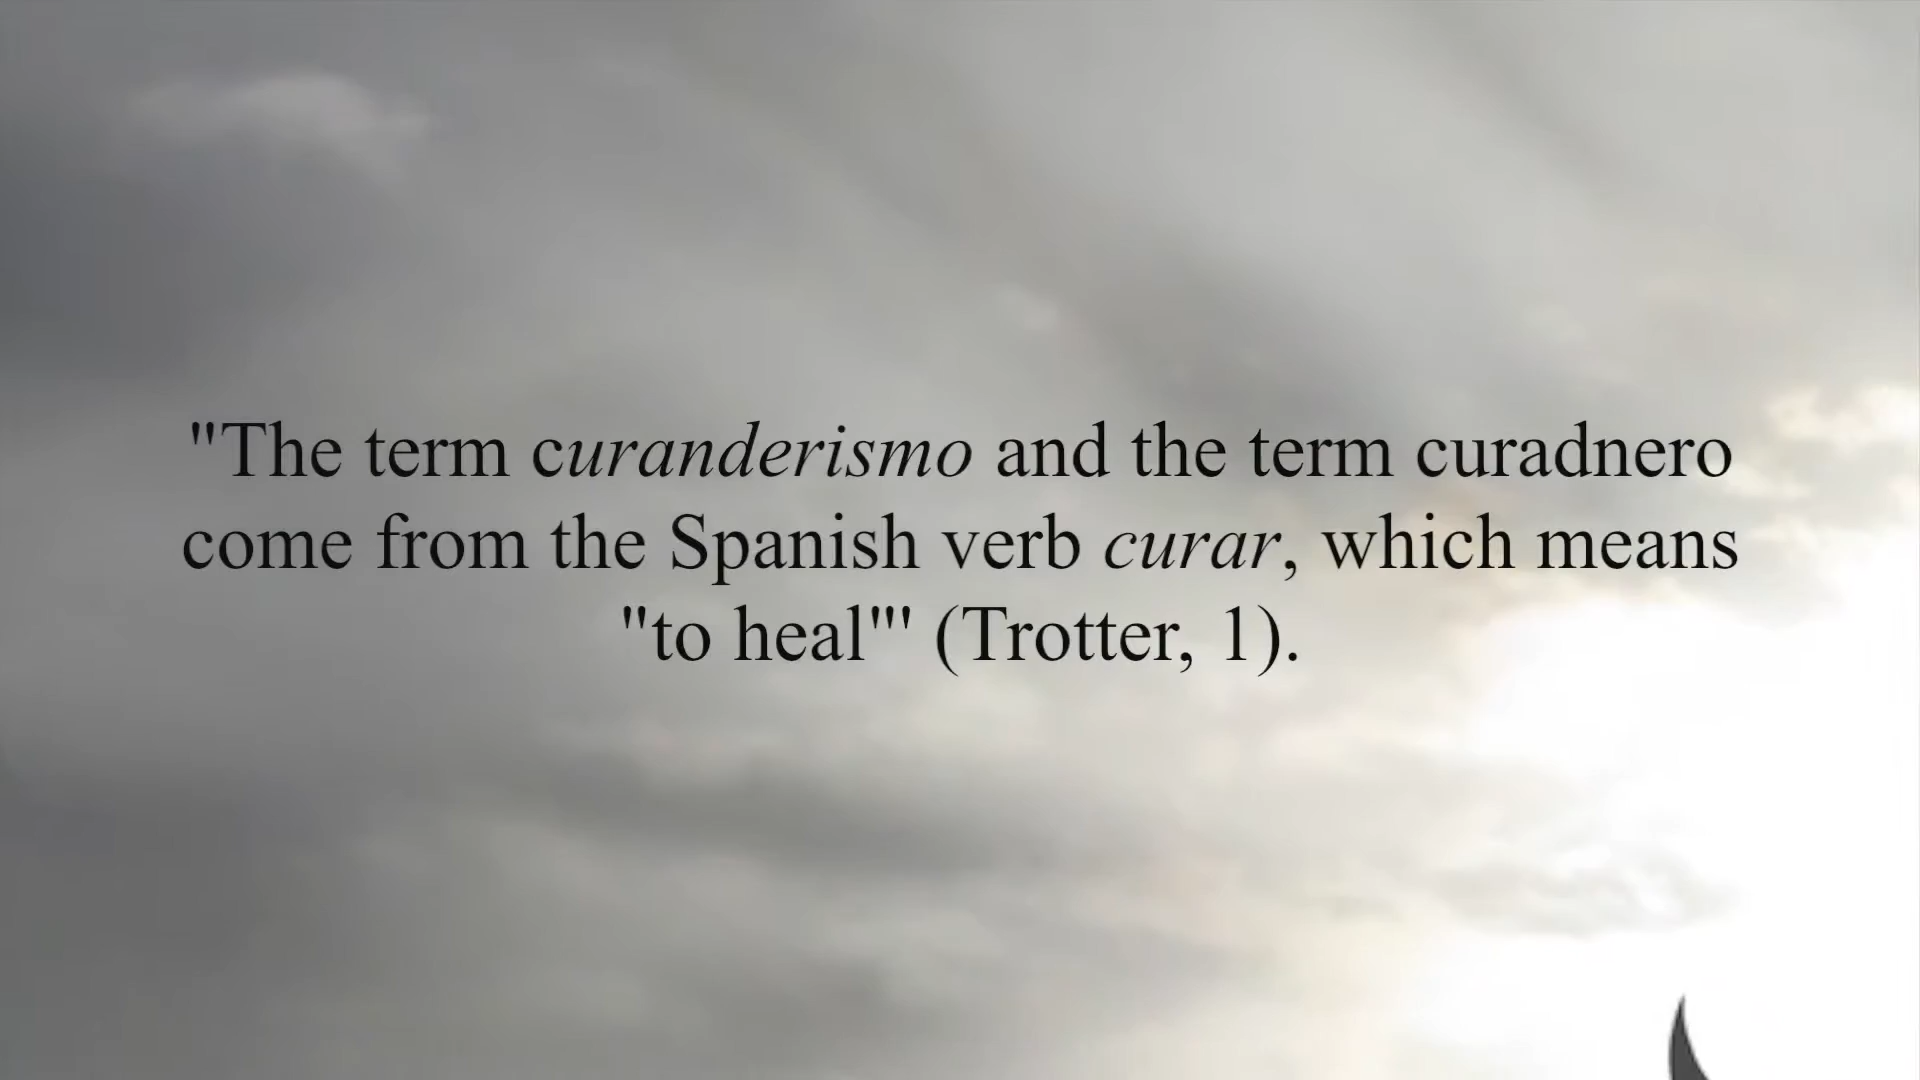 "The term curanderismo and the term curadnero
come from the Spanish verb curar, which means
"to heal"'" (Trotter, 1).